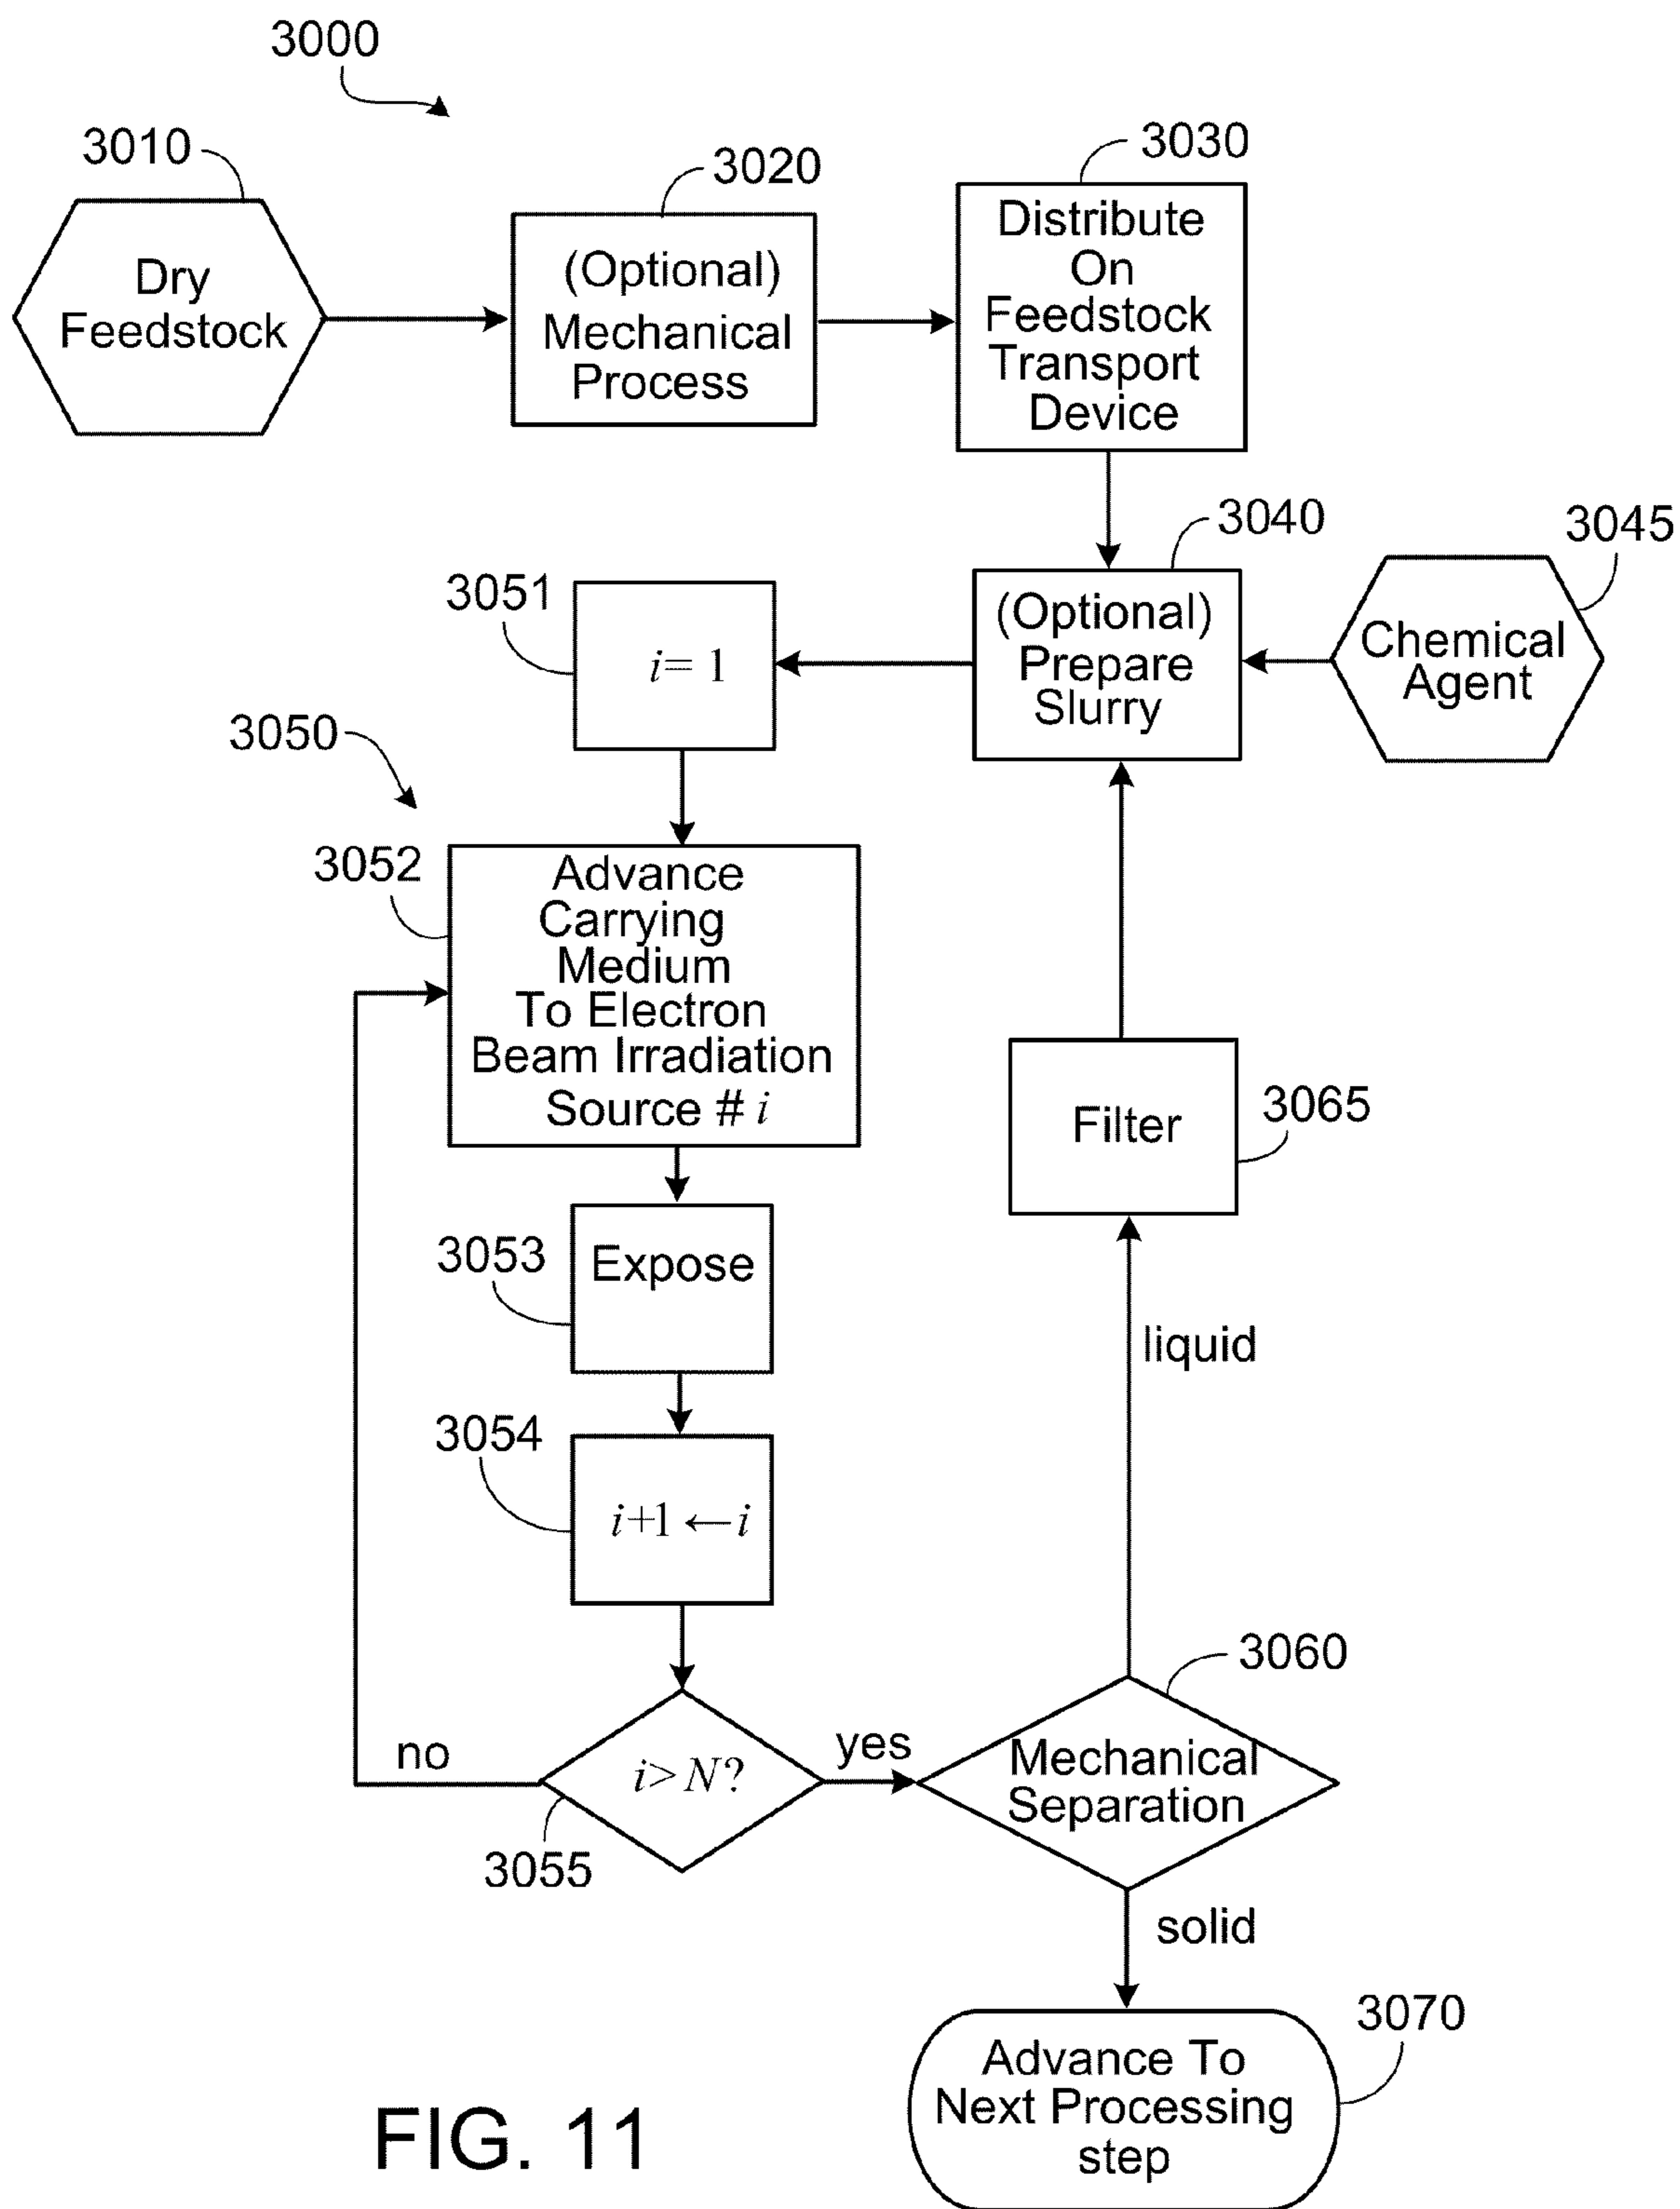 3000
3010
Dry
Feedstock
3020
(Optional)
Mechanical
Process
3030
Distribute
On
Feedstock
Transport
Device
3040
(Optional)
Prepare
Slurry
3045
Chemical
Agent
3051
i= 1
3050
3052
Advance
Carrying
Medium
To Electron
Beam Irradiation
Source # i
3053
Expose
3054
i+1 ← i
3055
i> N?
no
yes
3060
Mechanical
Separation
liquid
Filter
3065
solid
3070
Advance To
Next Processing
step
FIG. 11